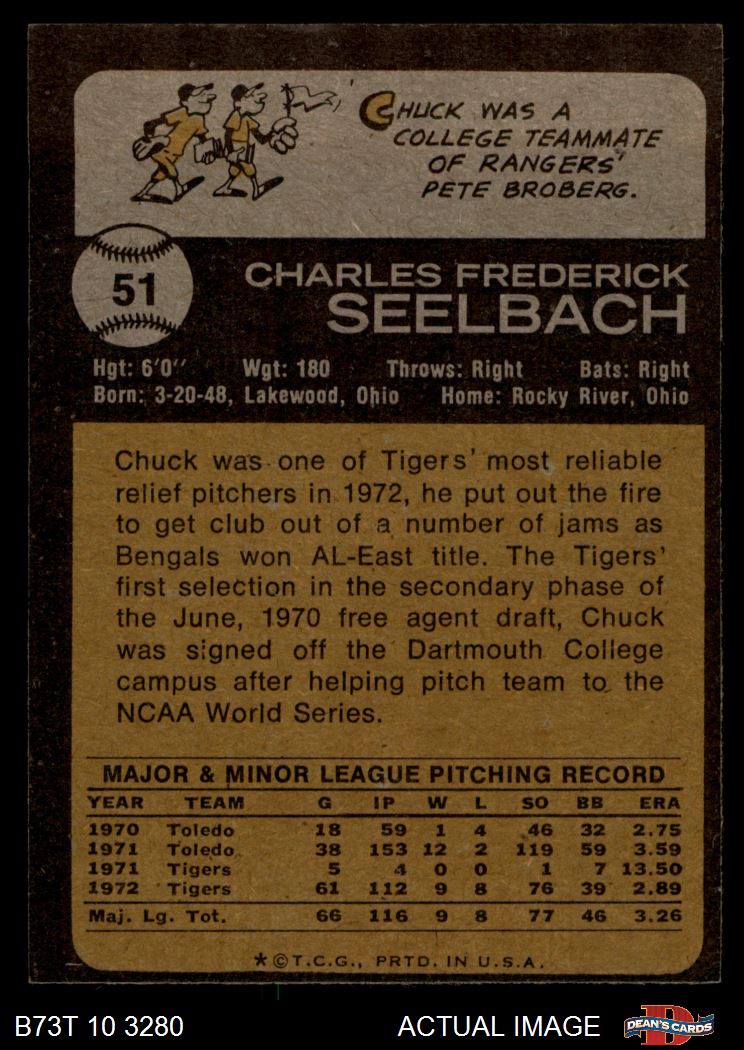 CHUCK WAS A
COLLEGE TEAMMATE
OF RANGERS'
PETE BROBERG.
51
CHARLES FREDERICK
SEELBACH
Hgt: 6'0" Wgt: 180 Throws: Right Bats: Right
Born: 3-20-48, Lakewood, Ohio Home: Rocky River, Ohio
Chuck was one of Tigers' most reliable
relief pitchers in 1972, he put out the fire
to get club out of a number of jams as
Bengals won AL-East title. The Tigers'
first selection in the secondary phase of
the June, 1970 free agent draft, Chuck
was signed off the Dartmouth College
campus after helping pitch team to the
NCAA World Series.
MAJOR & MINOR LEAGUE PITCHING RECORD
YEAR TEAM G IP W L SO BB ERA
1970 Toledo 18 59 1 4 46 32 2.75
1971 Toledo 38 153 12 2 119 59 3.59
1971 Tigers 5 4 0 0 1 7 13.50
1972 Tigers 61 112 9 8 76 39 2.89
Maj. Lg. Tot. 66 116 9 8 77 46 3.26
*©T.C.G., PRTD. IN U.S.A.
B73T 10 3280 ACTUAL IMAGE D DEAN'S CARDS